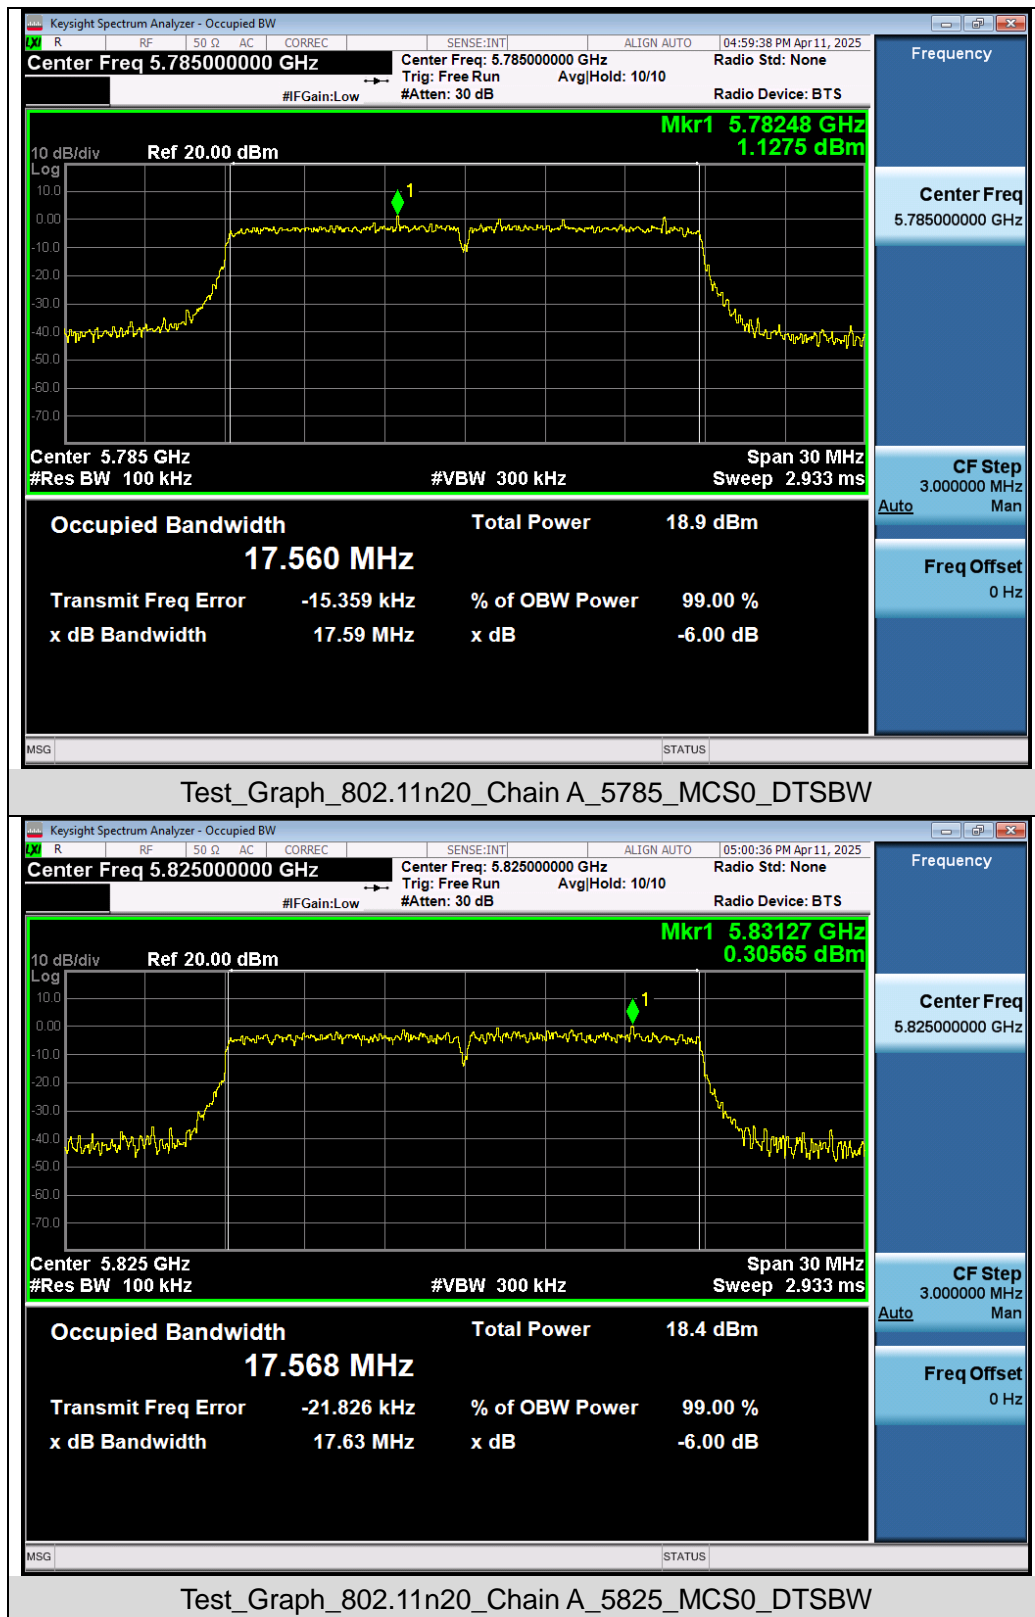 Keysight Spectrum Analyzer - Occupied BW
LXI R RF 50 Ω AC CORREC SENSE:INT ALIGN AUTO 04:59:38 PM Apr 11, 2025
Center Freq 5.785000000 GHz
Center Freq: 5.785000000 GHz Radio Std: None
Trig: Free Run Avg|Hold: 10/10
#IFGain:Low #Atten: 30 dB Radio Device: BTS
Mkr1 5.78248 GHz
1.1275 dBm
10 dB/div Ref 20.00 dBm
Log
10.0
1
0.00
-10.0
-20.0
-30.0
-40.0
-50.0
-60.0
-70.0
Center 5.785 GHz Span 30 MHz
#Res BW 100 kHz #VBW 300 kHz Sweep 2.933 ms
Occupied Bandwidth Total Power 18.9 dBm
17.560 MHz
Transmit Freq Error -15.359 kHz % of OBW Power 99.00 %
x dB Bandwidth 17.59 MHz x dB -6.00 dB
MSG STATUS
Frequency
Center Freq
5.785000000 GHz
CF Step
3.000000 MHz
Auto Man
Freq Offset
0 Hz
Test_Graph_802.11n20_Chain A_5785_MCS0_DTSBW
Keysight Spectrum Analyzer - Occupied BW
LXI R RF 50 Ω AC CORREC SENSE:INT ALIGN AUTO 05:00:36 PM Apr 11, 2025
Center Freq 5.825000000 GHz
Center Freq: 5.825000000 GHz Radio Std: None
Trig: Free Run Avg|Hold: 10/10
#IFGain:Low #Atten: 30 dB Radio Device: BTS
Mkr1 5.83127 GHz
0.30565 dBm
10 dB/div Ref 20.00 dBm
Log
10.0
1
0.00
-10.0
-20.0
-30.0
-40.0
-50.0
-60.0
-70.0
Center 5.825 GHz Span 30 MHz
#Res BW 100 kHz #VBW 300 kHz Sweep 2.933 ms
Occupied Bandwidth Total Power 18.4 dBm
17.568 MHz
Transmit Freq Error -21.826 kHz % of OBW Power 99.00 %
x dB Bandwidth 17.63 MHz x dB -6.00 dB
MSG STATUS
Frequency
Center Freq
5.825000000 GHz
CF Step
3.000000 MHz
Auto Man
Freq Offset
0 Hz
Test_Graph_802.11n20_Chain A_5825_MCS0_DTSBW